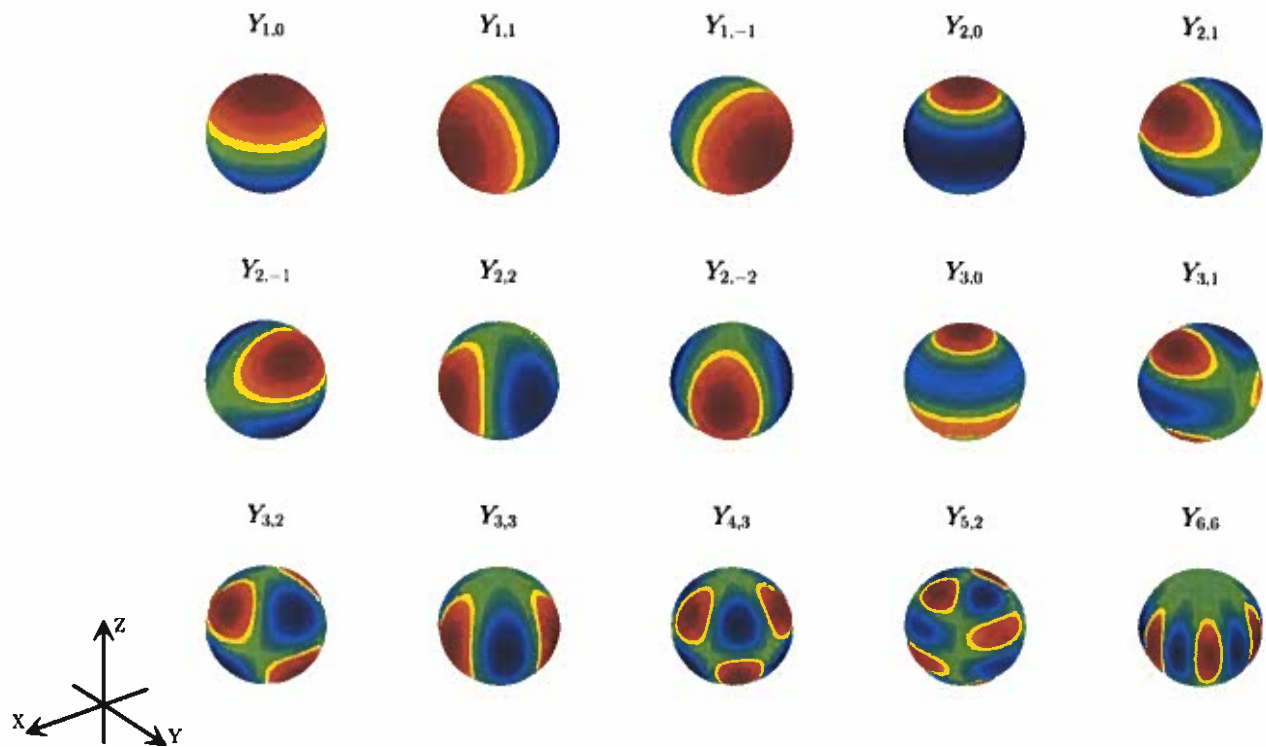 Y1,0 Y1,1 Y1,−1 Y2,0 Y2,1
Y2,−1 Y2,2 Y2,−2 Y3,0 Y3,1
Y3,2 Y3,3 Y4,3 Y5,2 Y6,6
Z
X
Y